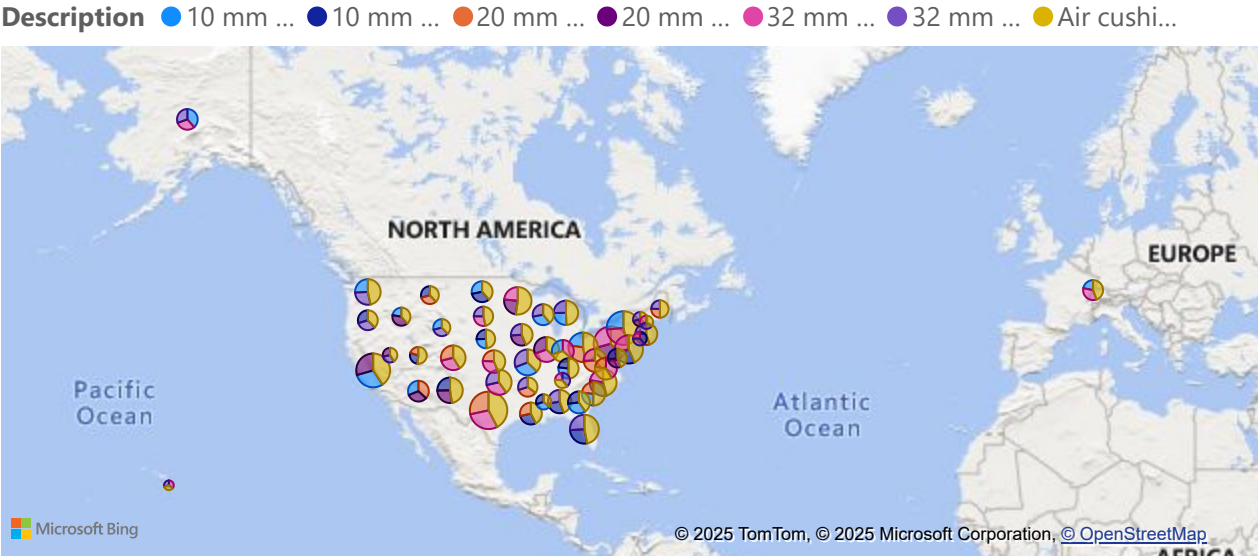 Description 10 mm ... 10 mm ... 20 mm ... 20 mm ... 32 mm ... 32 mm ... Air cushi...
NORTH AMERICA
EUROPE
Pacific
Ocean
Atlantic
Ocean
Microsoft Bing
© 2025 TomTom, © 2025 Microsoft Corporation, © OpenStreetMap
AFRICA